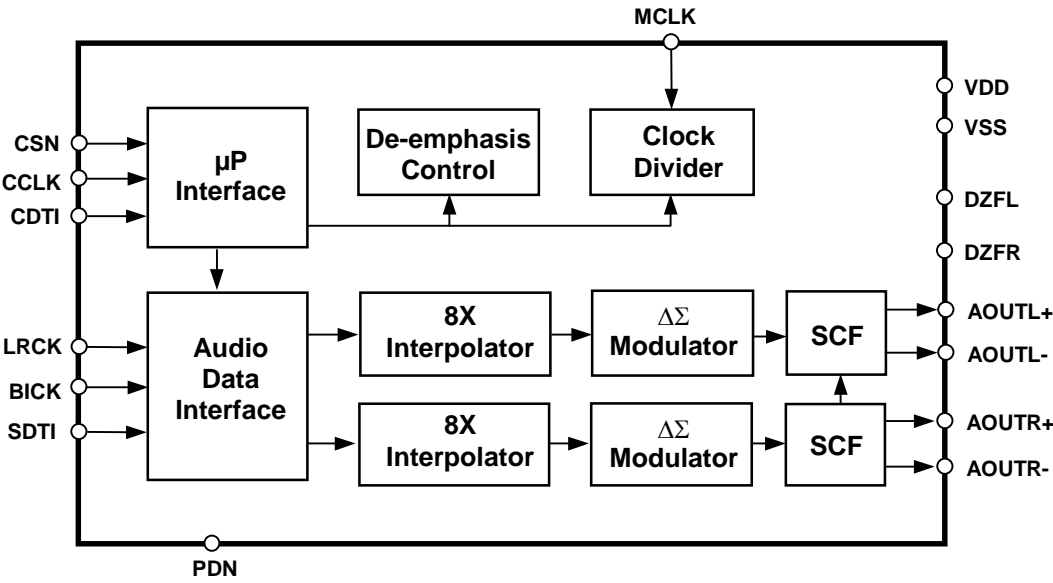 MCLK
VDD
VSS
DZFL
DZFR
CSN
CCLK
CDTI
µP
Interface
De-emphasis
Control
Clock
Divider
LRCK
BICK
SDTI
Audio
Data
Interface
8X
Interpolator
ΔΣ
Modulator
SCF
AOUTL+
AOUTL-
8X
Interpolator
ΔΣ
Modulator
SCF
AOUTR+
AOUTR-
PDN